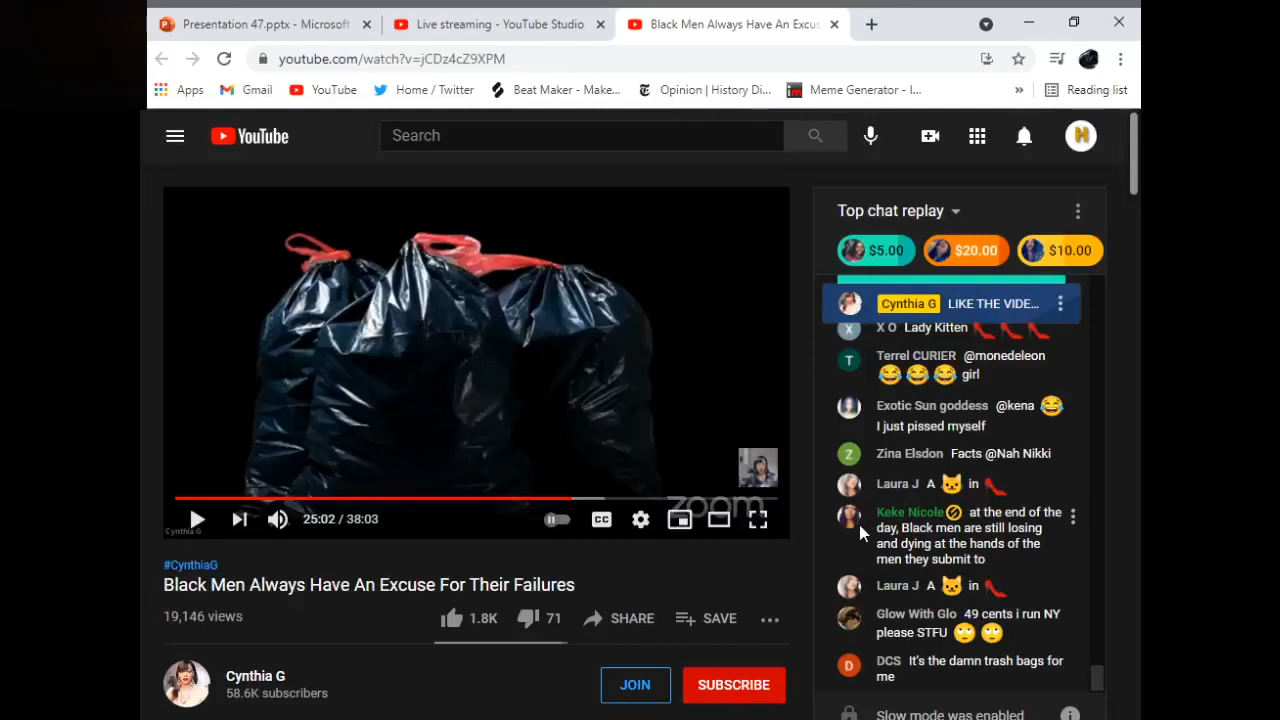 Presentation 47.pptx - Microsoft
Live streaming - YouTube Studio
Black Men Always Have An Excus
youtube.com/watch?v=jCDz4cZ9XPM
Apps
Gmail
YouTube
Home / Twitter
Beat Maker - Make...
Opinion | History Di...
Meme Generator - I...
»
Reading list
YouTube
Search
H
Top chat replay
$5.00
$20.00
$10.00
Cynthia G LIKE THE VIDE...
X O Lady Kitten 👠👠👠
Terrel CURIER @monedeleon
😂😂😂 girl
Exotic Sun goddess @kena 😂
I just pissed myself
Zina Elsdon Facts @Nah Nikki
Laura J A 🐱 in 👠
Keke Nicole at the end of the
day, Black men are still losing
and dying at the hands of the
men they submit to
Laura J A 🐱 in 👠
Glow With Glo 49 cents i run NY
please STFU 🙄🙄
DCS It's the damn trash bags for
me
Slow mode was enabled
zoom
25:02 / 38:03
CC
Cynthia G
#CynthiaG
Black Men Always Have An Excuse For Their Failures
19,146 views
1.8K
71
SHARE
SAVE
Cynthia G
58.6K subscribers
JOIN
SUBSCRIBE